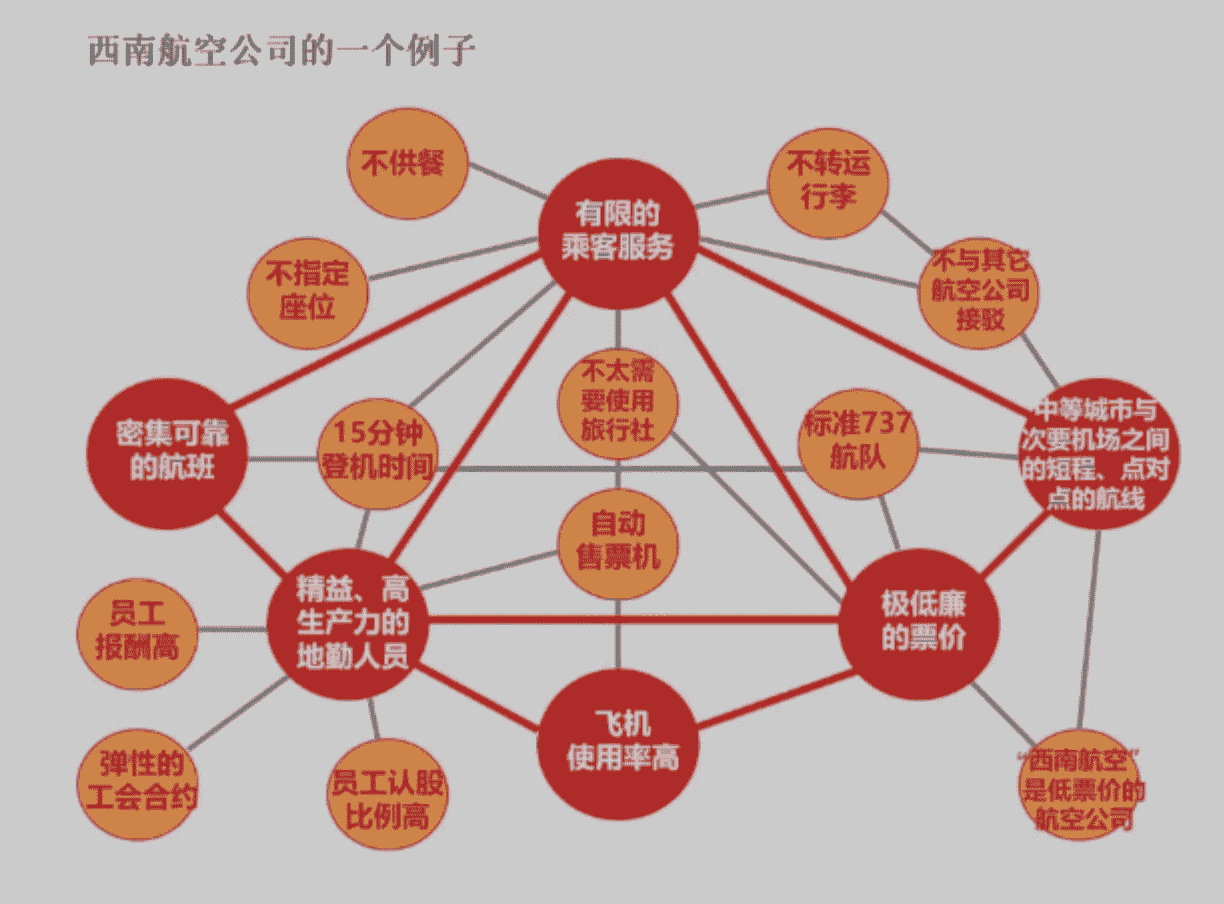 西南航空公司的一个例子
不供餐
有限的
乘客服务
不转运
行李
不指定
座位
不与其它
航空公司
接驳
密集可靠
的航班
15分钟
登机时间
不太需
要使用
旅行社
标准737
航队
中等城市与
次要机场之间
的短程、点对
点的航线
自动
售票机
员工
报酬高
精益、高
生产力的
地勤人员
极低廉
的票价
弹性的
工会合约
员工认股
比例高
飞机
使用率高
“西南航空”
是低票价的
航空公司